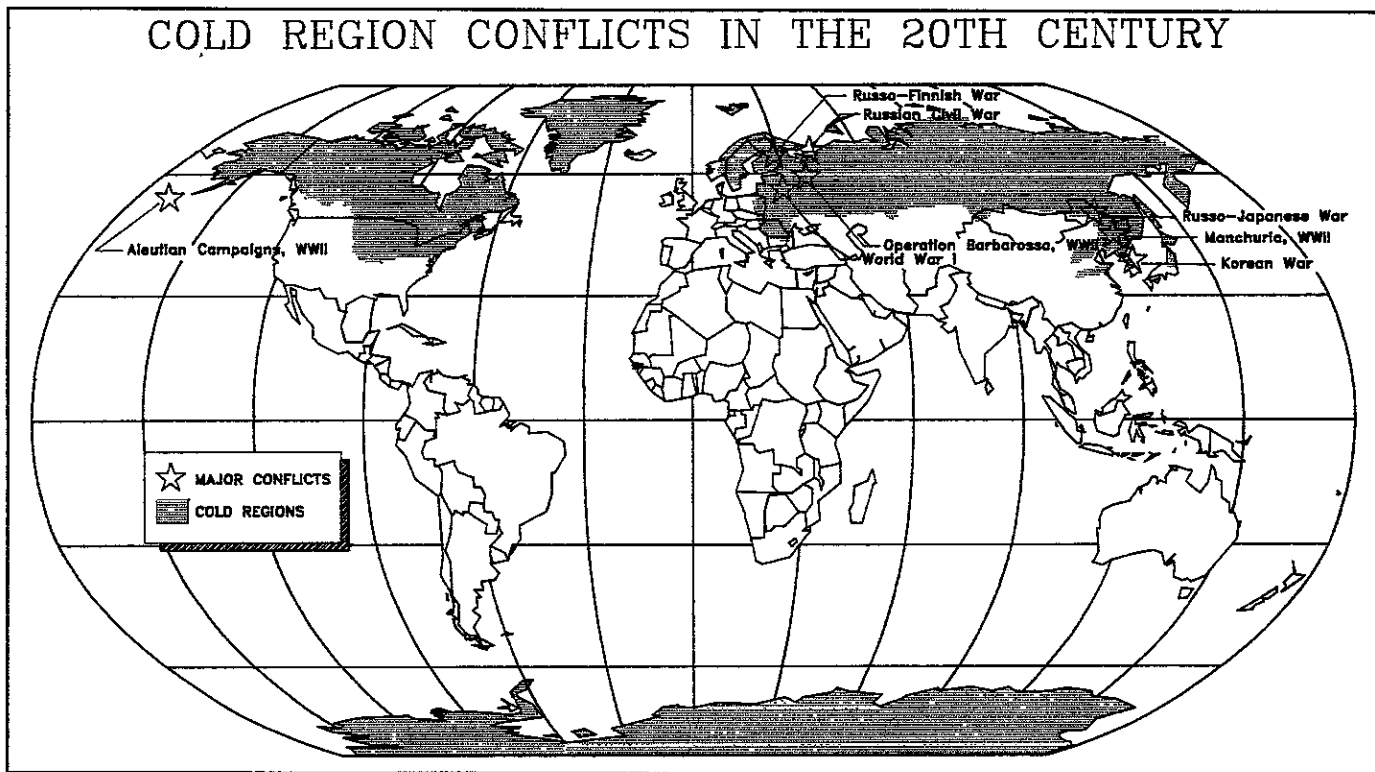 COLD REGION CONFLICTS IN THE 20TH CENTURY
Russo-Finnish War
Russian Civil War
Russo-Japanese War
Manchuria, WWII
Korean War
Operation Barbarossa, WWII
World War I
Aleutian Campaigns, WWII
MAJOR CONFLICTS
COLD REGIONS